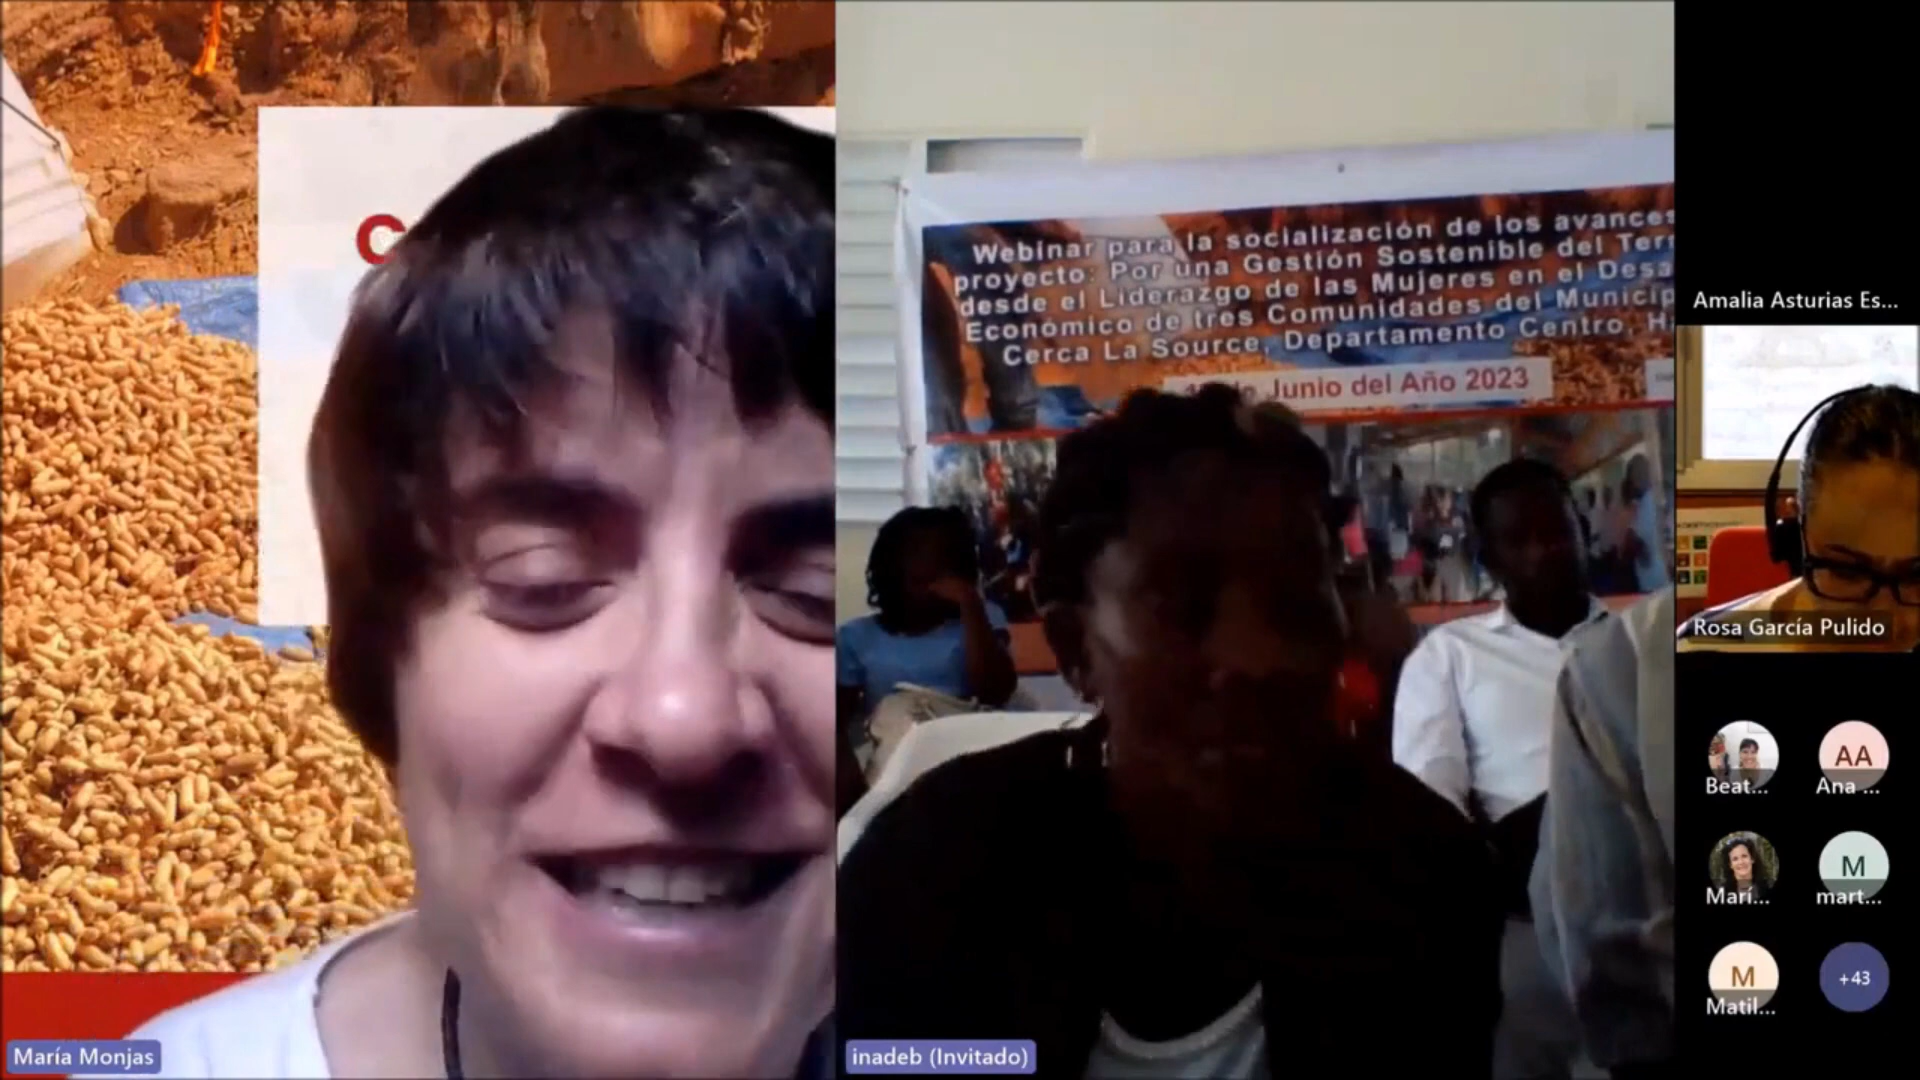 C
María Monjas
Webinar para la socialización de los avances
proyecto: Por una Gestión Sostenible del
desde el Liderazgo de las Mujeres en el
Económico de tres Comunidades del
Cerca La Source, Departamento Centro,
Junio del Año 2023
inadeb (Invitado)
Amalia Asturias Es...
Rosa García Pulido
Beat...
AA
Ana ...
Marí...
M
mart...
M
Matil...
+43